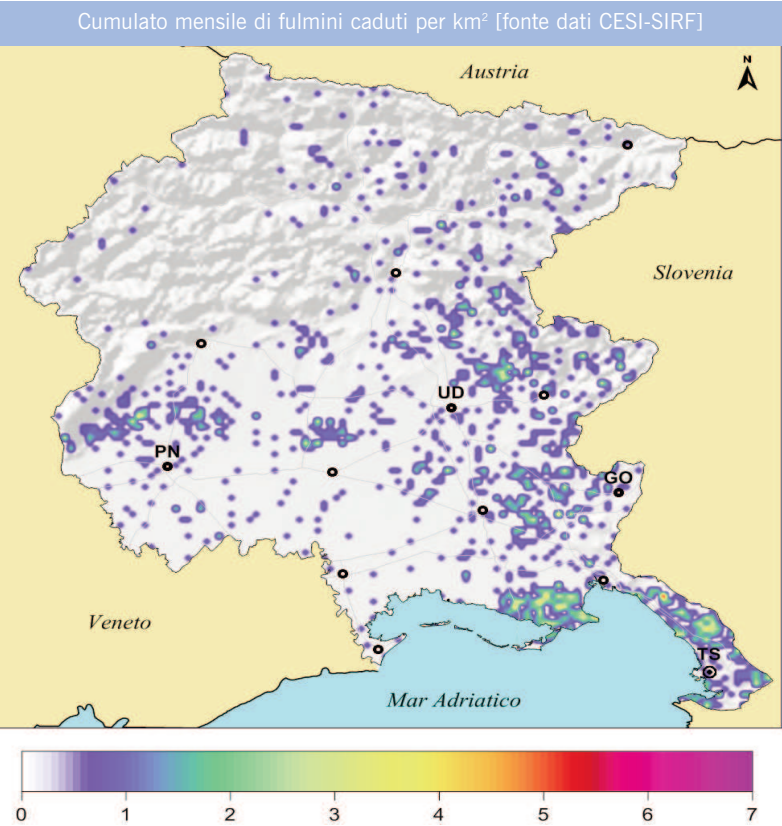 Cumulato mensile di fulmini caduti per km² [fonte dati CESI-SIRF]
Austria
N
Slovenia
UD
PN
GO
Veneto
TS
Mar Adriatico
0 1 2 3 4 5 6 7